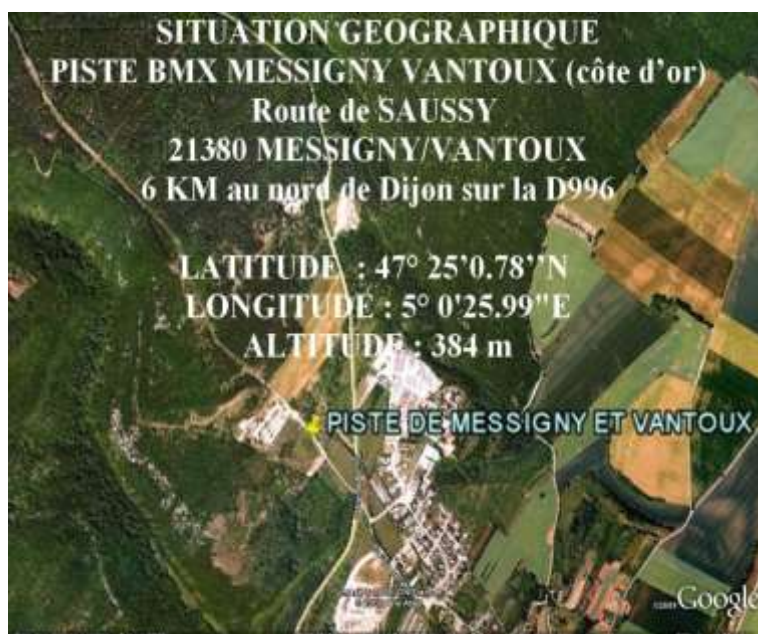 SITUATION GEOGRAPHIQUE
PISTE BMX MESSIGNY VANTOUX (côte d'or)
Route de SAUSSY
21380 MESSIGNY/VANTOUX
6 KM au nord de Dijon sur la D996
LATITUDE : 47° 25'0.78''N
LONGITUDE : 5° 0'25.99"E
ALTITUDE : 384 m
PISTE DE MESSIGNY ET VANTOUX
Google